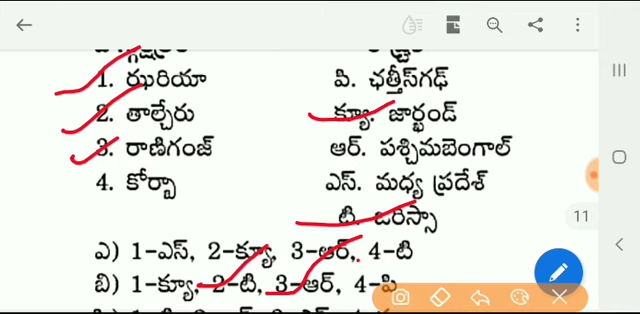 1. ఝరియా పి. ఛత్తీస్‌గఢ్
2. తాల్చేరు క్యూ. జార్ఖండ్
3. రాణిగంజ్ ఆర్. పశ్చిమబెంగాల్
4. కోర్బా ఎస్. మధ్య ప్రదేశ్
టి. ఒరిస్సా
11
ఎ) 1-ఎస్, 2-క్యూ, 3-ఆర్, 4-టి
బి) 1-క్యూ, 2-టి, 3-ఆర్, 4-పి